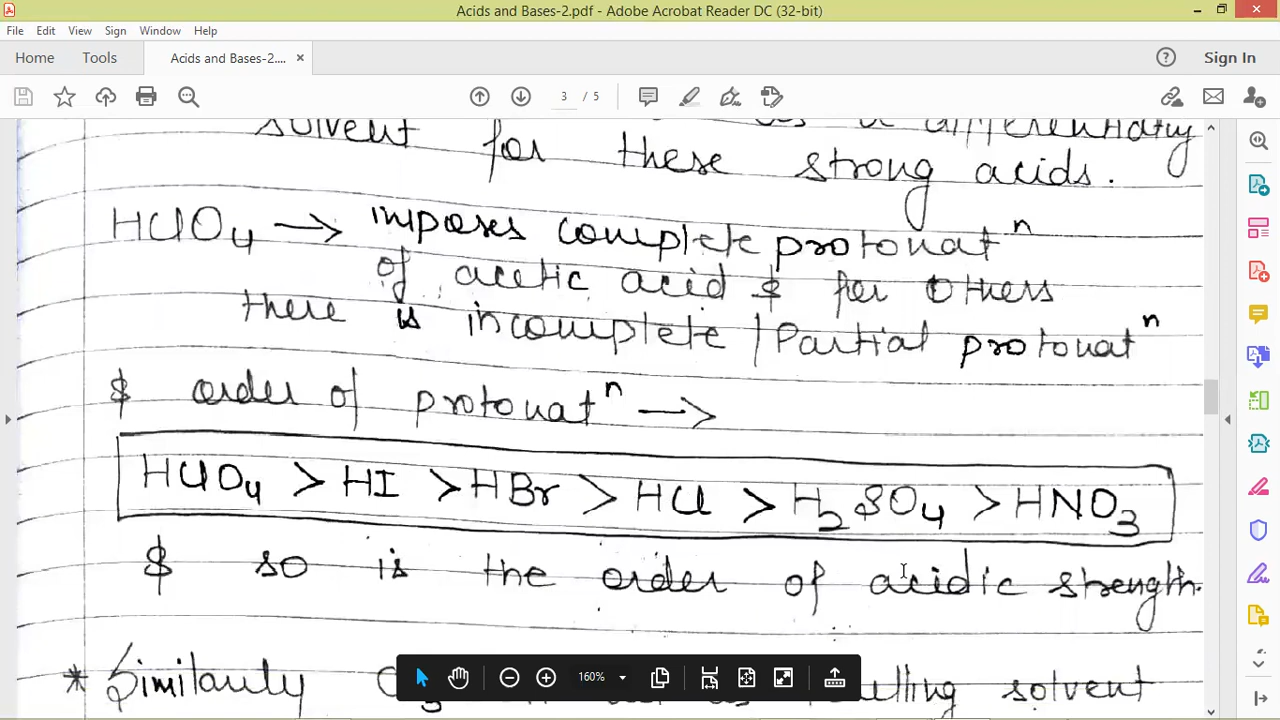 Acids and Bases-2.pdf - Adobe Acrobat Reader DC (32-bit)
File Edit View Sign Window Help
Home Tools Acids and Bases-2.... × Sign In
3 / 5
solvent for these strong acids.
HClO4 → imposes complete protonatⁿ
of acetic acid $ for others
there is incomplete / Partial protonatⁿ
$ order of protonatⁿ →
HClO4 > HI > HBr > HCl > H2SO4 > HNO3
$ so is the order of acidic strength.
* Similarly solvent
160%